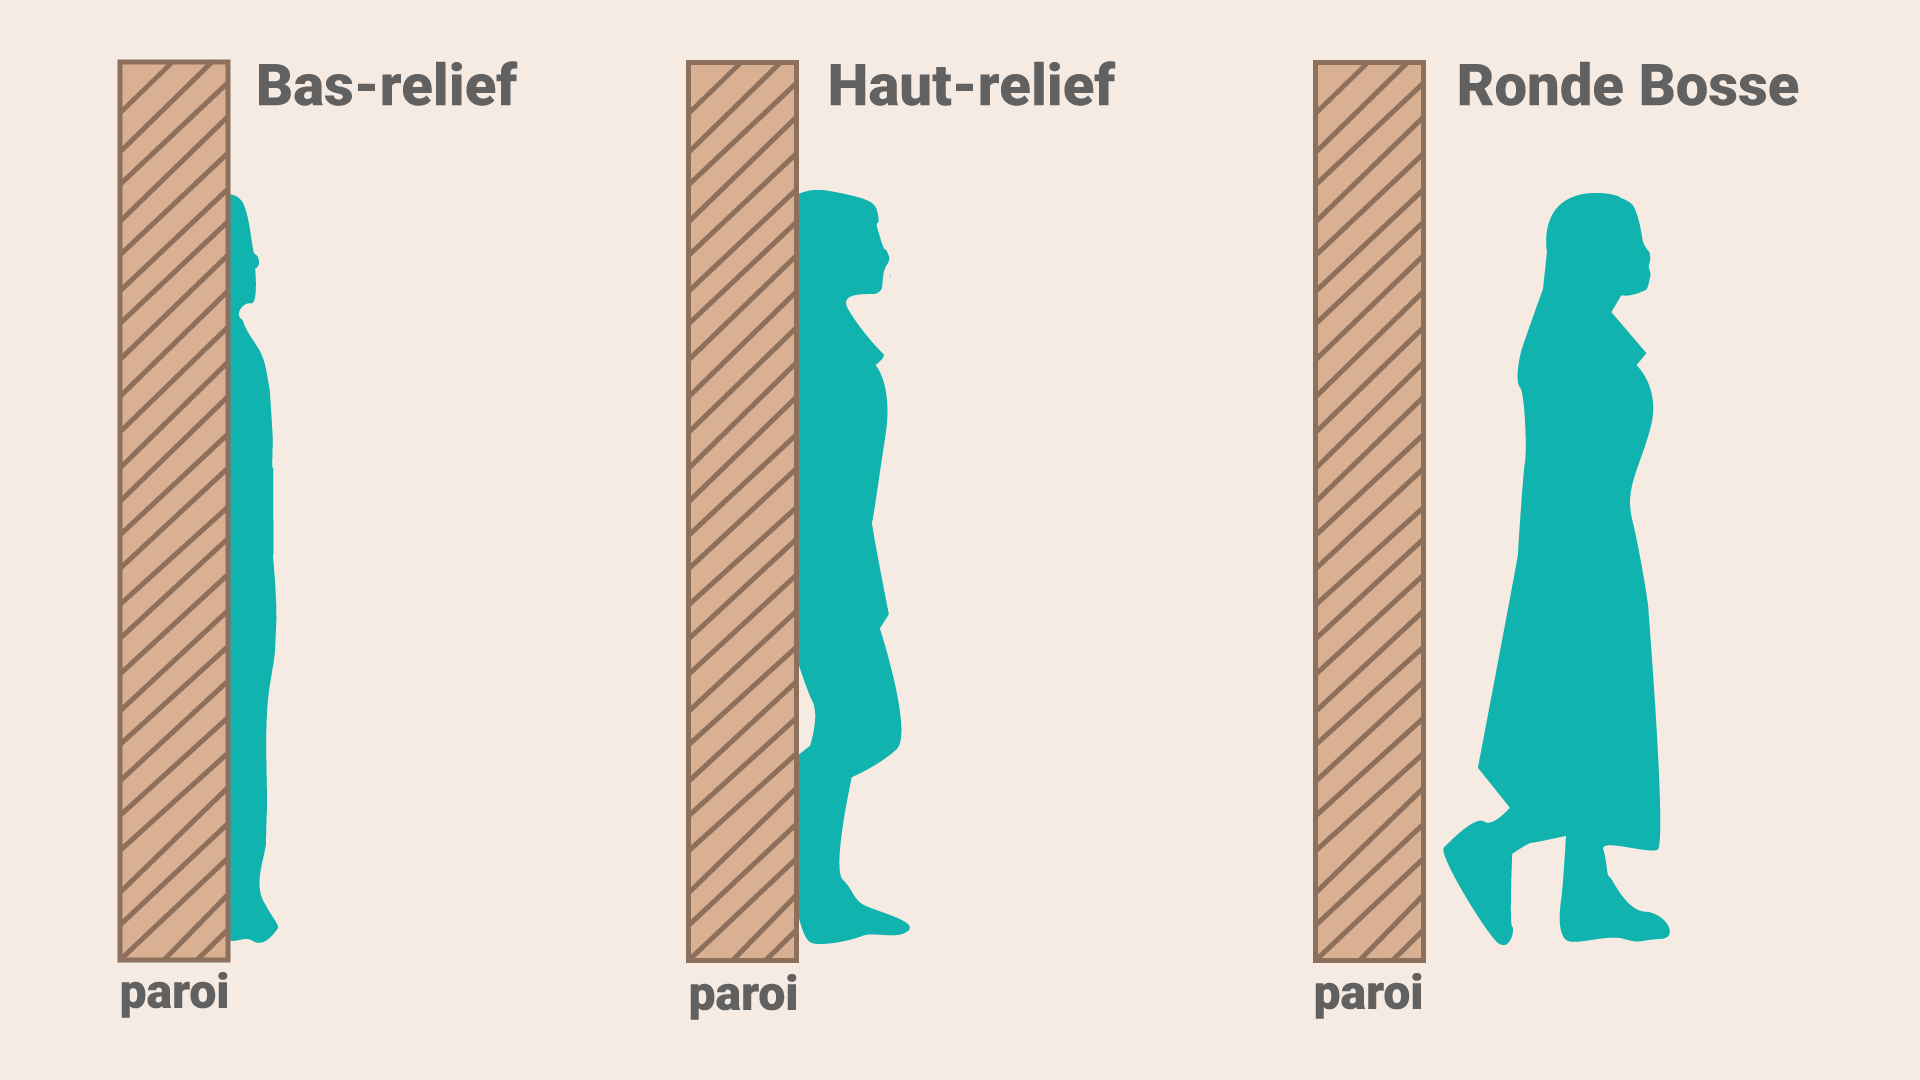 Bas-relief
Haut-relief
Ronde Bosse
paroi
paroi
paroi